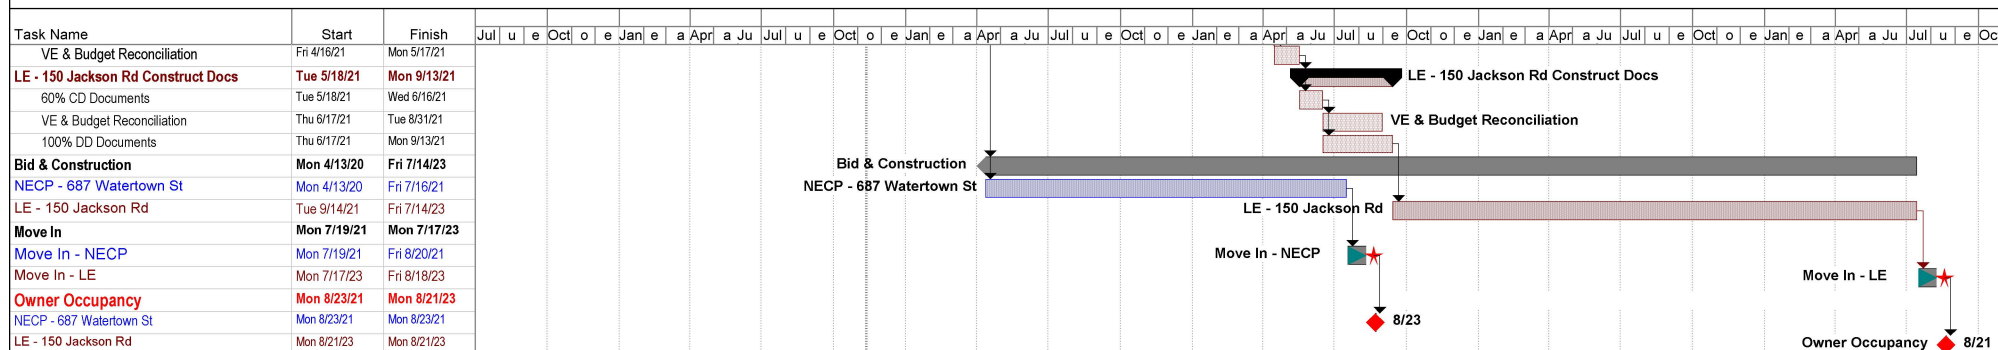 Task Name Start Finish Jul u e Oct o e Jan e a Apr a Ju Jul u e Oct o e Jan e a Apr a Ju Jul u e Oct o e Jan e a Apr a Ju Jul u e Oct o e Jan e a Apr a Ju Jul u e Oct o e Jan e a Apr a Ju Jul u e Oct
VE & Budget Reconciliation Fri 4/16/21 Mon 5/17/21
LE - 150 Jackson Rd Construct Docs Tue 5/18/21 Mon 9/13/21 LE - 150 Jackson Rd Construct Docs
60% CD Documents Tue 5/18/21 Wed 6/16/21
VE & Budget Reconciliation Thu 6/17/21 Tue 8/31/21 VE & Budget Reconciliation
100% DD Documents Thu 6/17/21 Mon 9/13/21
Bid & Construction Mon 4/13/20 Fri 7/14/23 Bid & Construction
NECP - 687 Watertown St Mon 4/13/20 Fri 7/16/21 NECP - 687 Watertown St
LE - 150 Jackson Rd Tue 9/14/21 Fri 7/14/23 LE - 150 Jackson Rd
Move In Mon 7/19/21 Mon 7/17/23
Move In - NECP Mon 7/19/21 Fri 8/20/21 Move In - NECP
Move In - LE Mon 7/17/23 Fri 8/18/23 Move In - LE
Owner Occupancy Mon 8/23/21 Mon 8/21/23
NECP - 687 Watertown St Mon 8/23/21 Mon 8/23/21 8/23
LE - 150 Jackson Rd Mon 8/21/23 Mon 8/21/23 Owner Occupancy 8/21